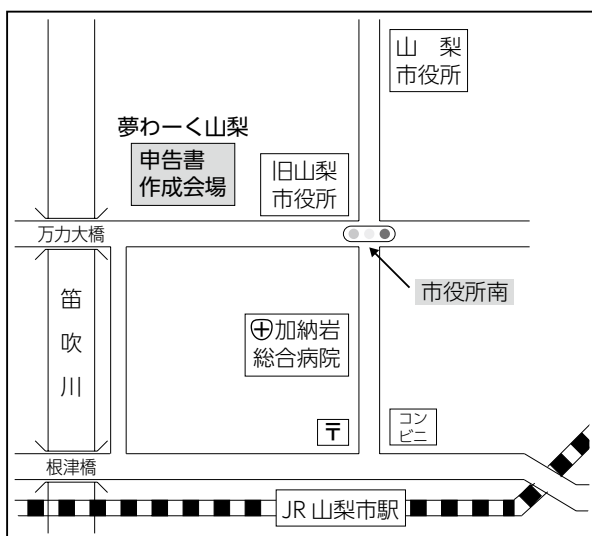 山 梨
市役所
夢わーく山梨
申告書
作成会場
旧山梨
市役所
万力大橋
市役所南
笛
吹
川
加納岩
総合病院
〒
コン
ビニ
根津橋
JR 山梨市駅